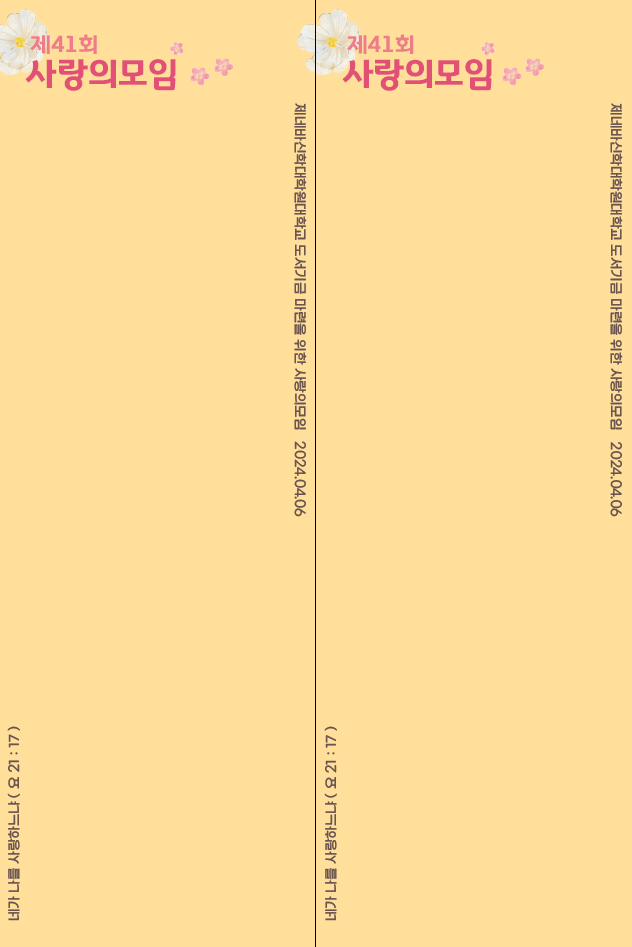 제41회
사랑의모임
제네바신학대학원대학교 도서기금 마련을 위한 사랑의모임 2024.04.06
네가 나를 사랑하느냐 ( 요 21 : 17 )
제41회
사랑의모임
제네바신학대학원대학교 도서기금 마련을 위한 사랑의모임 2024.04.06
네가 나를 사랑하느냐 ( 요 21 : 17 )